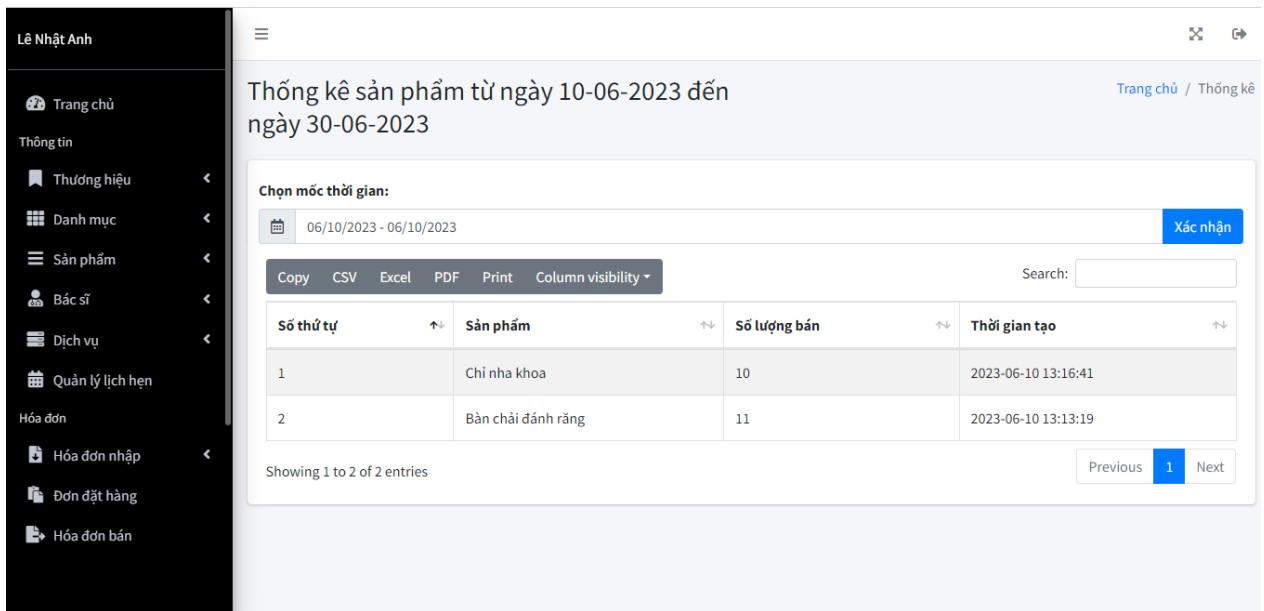 Lê Nhật Anh
Trang chủ
Thông tin
Thương hiệu
Danh mục
Sản phẩm
Bác sĩ
Dịch vụ
Quản lý lịch hẹn
Hóa đơn
Hóa đơn nhập
Đơn đặt hàng
Hóa đơn bán
Thống kê sản phẩm từ ngày 10-06-2023 đến
ngày 30-06-2023
Trang chủ / Thống kê
Chọn mốc thời gian:
06/10/2023 - 06/10/2023 Xác nhận
Copy CSV Excel PDF Print Column visibility Search:
Số thứ tự Sản phẩm Số lượng bán Thời gian tạo
1 Chỉ nha khoa 10 2023-06-10 13:16:41
2 Bàn chải đánh răng 11 2023-06-10 13:13:19
Showing 1 to 2 of 2 entries Previous 1 Next